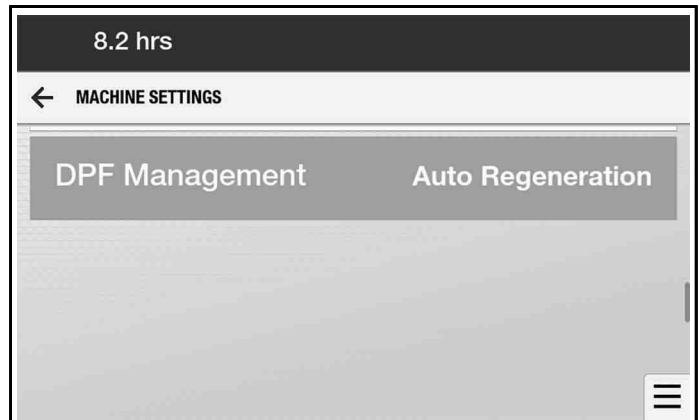 8.2 hrs
MACHINE SETTINGS
DPF Management Auto Regeneration